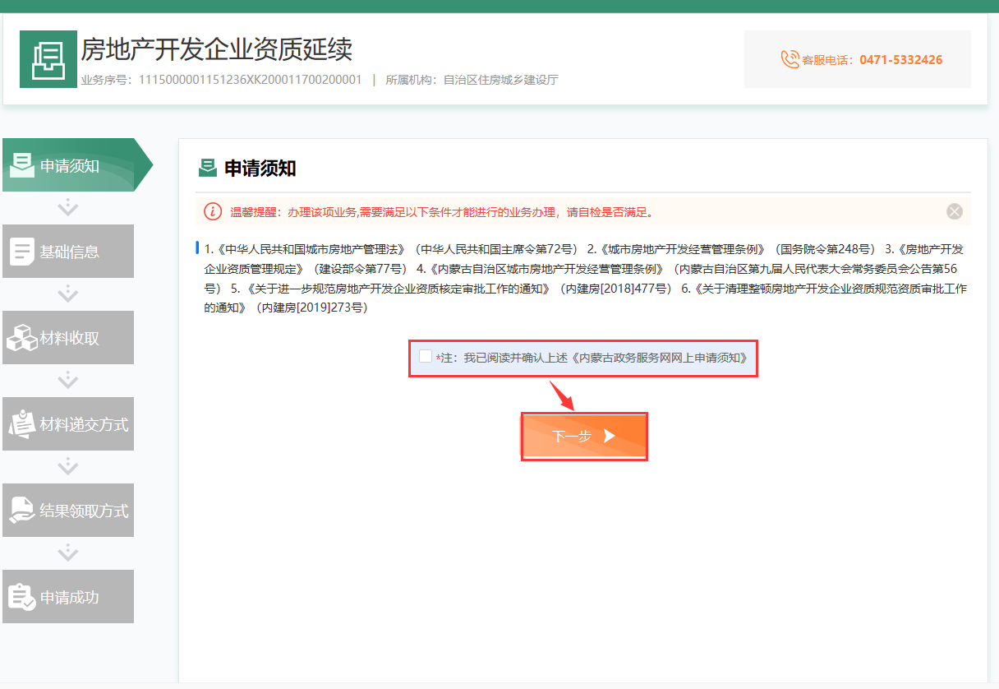 房地产开发企业资质延续
业务序号：1115000001151236XK200011700200001 | 所属机构：自治区住房城乡建设厅
客服电话：0471-5332426
申请须知
基础信息
材料收取
材料递交方式
结果领取方式
申请成功
申请须知
温馨提醒：办理该项业务,需要满足以下条件才能进行的业务办理，请自检是否满足。
1.《中华人民共和国城市房地产管理法》（中华人民共和国主席令第72号） 2.《城市房地产开发经营管理条例》（国务院令第248号） 3.《房地产开发
企业资质管理规定》（建设部令第77号） 4.《内蒙古自治区城市房地产开发经营管理条例》（内蒙古自治区第九届人民代表大会常务委员会公告第56
号） 5. 《关于进一步规范房地产开发企业资质核定审批工作的通知》（内建房[2018]477号） 6.《关于清理整顿房地产开发企业资质规范资质审批工作
的通知》（内建房[2019]273号）
*注：我已阅读并确认上述《内蒙古政务服务网网上申请须知》
下一步